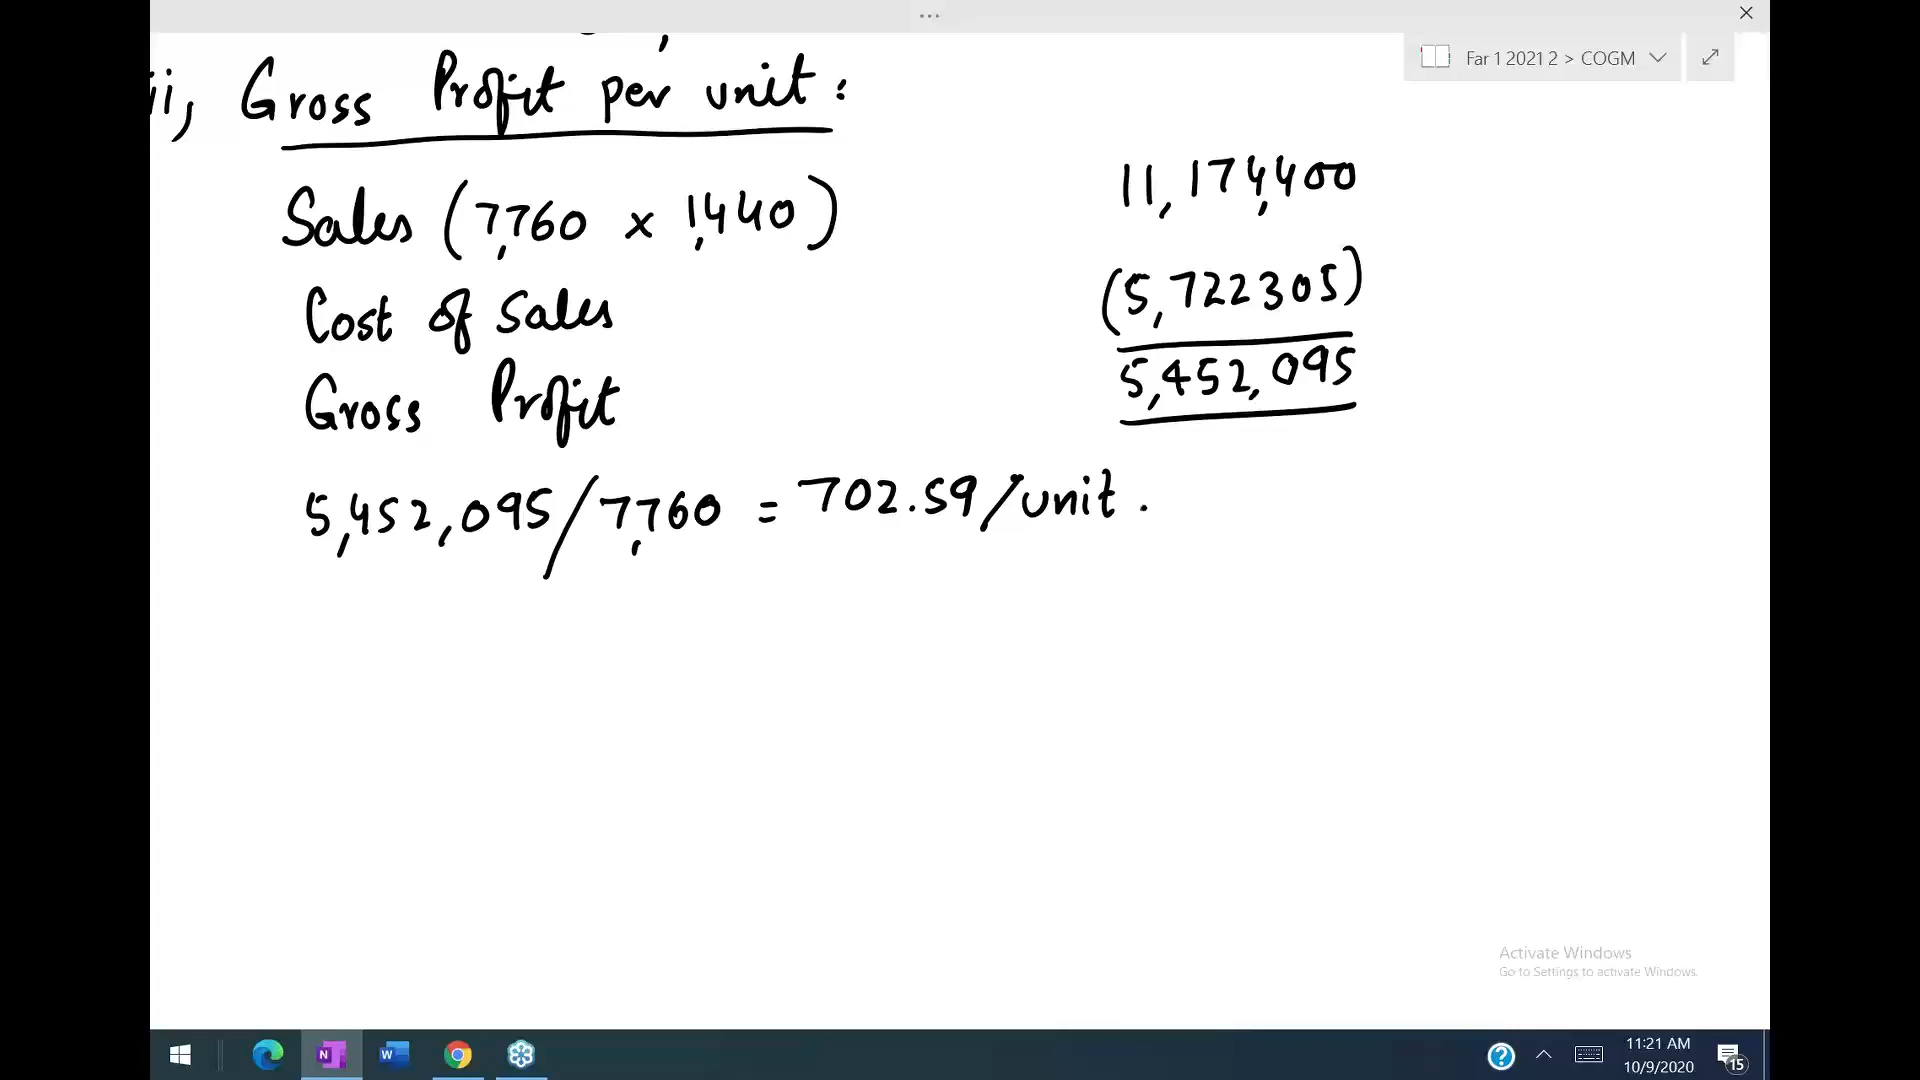 Far 1 2021 2 > COGM
ii, Gross Profit per unit:
Sales (7,760 x 1,440) 11,174,400
Cost of Sales (5,722305)
Gross Profit 5,452,095
5,452,095/7,760 = 702.59/unit.
Activate Windows
Go to Settings to activate Windows.
11:21 AM
10/9/2020
15